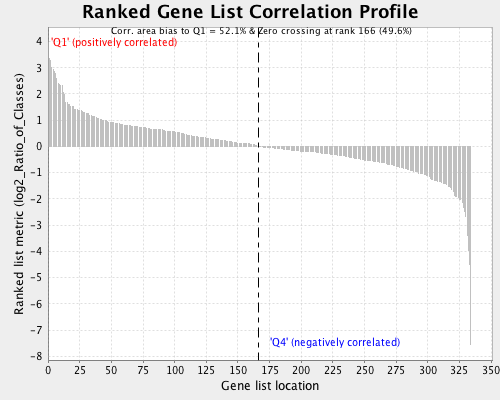 Ranked Gene List Correlation Profile
Corr. area bias to Q1 = 52.1% & Zero crossing at rank 166 (49.6%)
'Q1' (positively correlated)
4
3
2
1
0
-1
-2
-3
-4
-5
-6
-7
-8
Ranked list metric (log2_Ratio_of_Classes)
'Q4' (negatively correlated)
0 25 50 75 100 125 150 175 200 225 250 275 300 325 350
Gene list location